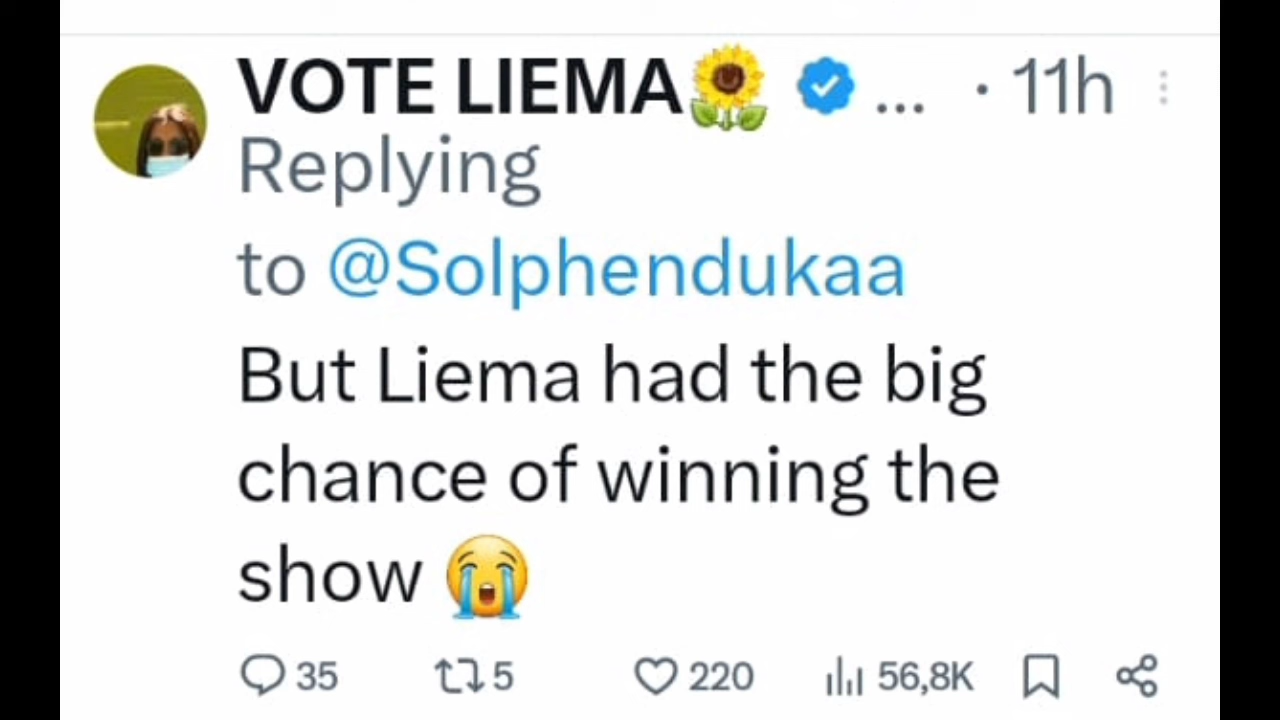 VOTE LIEMA🌻 ... · 11h
Replying
to @Solphendukaa
But Liema had the big
chance of winning the
show 😭
35 5 220 56,8K